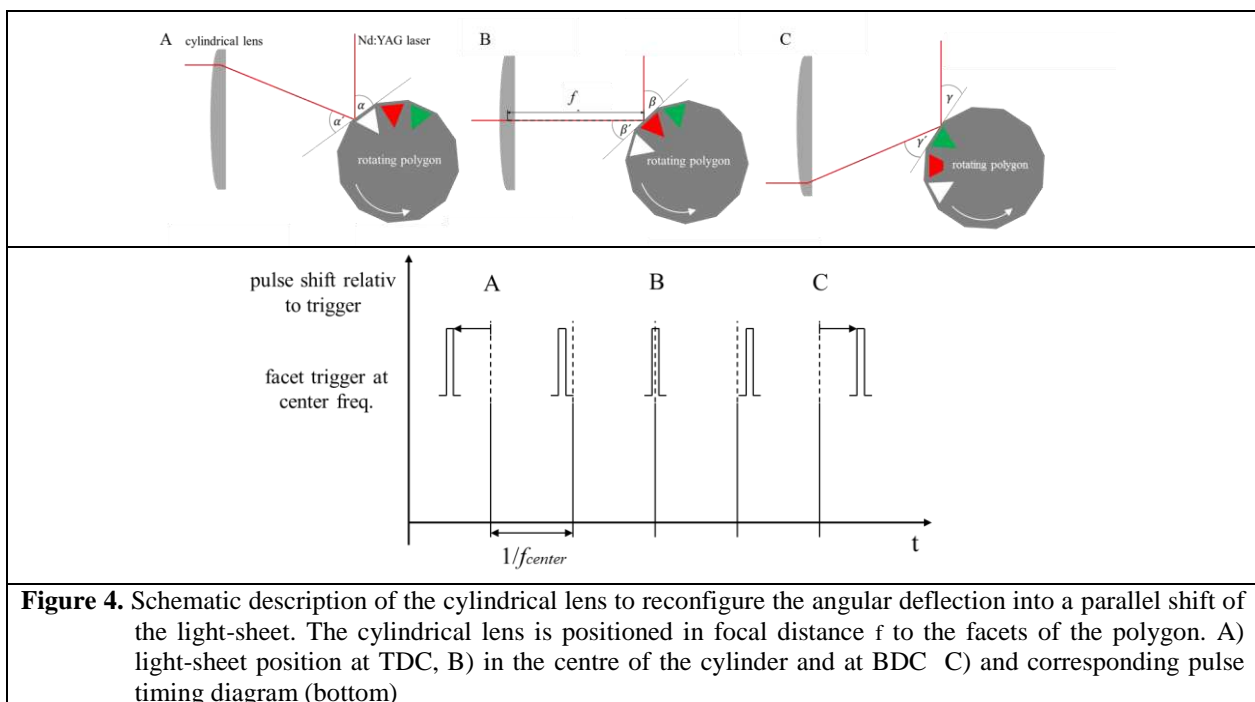 A cylindrical lens Nd:YAG laser B C
α
α´
rotating polygon
f
β
β´
rotating polygon
γ
γ´
rotating polygon
pulse shift relativ
to trigger
A B C
facet trigger at
center freq.
1/fcenter
t
Figure 4. Schematic description of the cylindrical lens to reconfigure the angular deflection into a parallel shift of
the light-sheet. The cylindrical lens is positioned in focal distance f to the facets of the polygon. A)
light-sheet position at TDC, B) in the centre of the cylinder and at BDC C) and corresponding pulse
timing diagram (bottom)